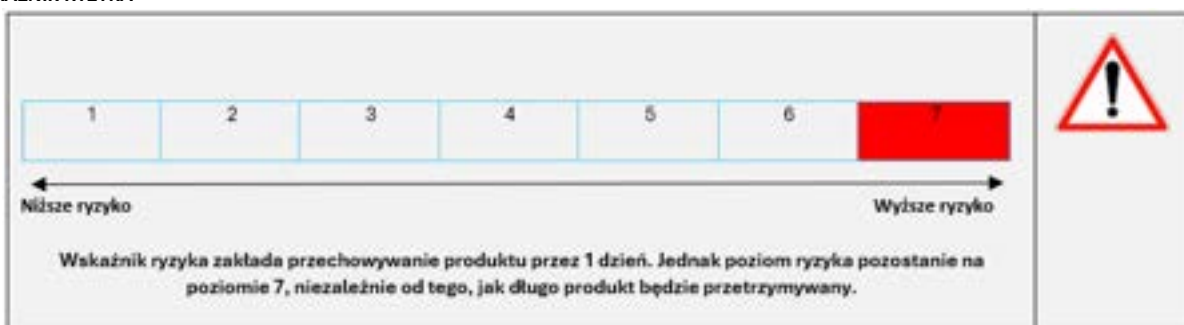 1 2 3 4 5 6 7
Niższe ryzyko Wyższe ryzyko
Wskaźnik ryzyka zakłada przechowywanie produktu przez 1 dzień. Jednak poziom ryzyka pozostanie na
poziomie 7, niezależnie od tego, jak długo produkt będzie przetrzymywany.